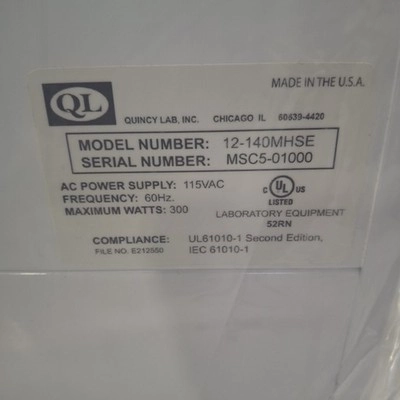 QL
MADE IN THE U.S.A.
QUINCY LAB, INC. CHICAGO IL 60639-4420
MODEL NUMBER: 12-140MHSE
SERIAL NUMBER: MSC5-01000
AC POWER SUPPLY: 115VAC
FREQUENCY: 60Hz.
MAXIMUM WATTS: 300
C UL US
LISTED
LABORATORY EQUIPMENT
52RN
COMPLIANCE: UL61010-1 Second Edition,
FILE NO. E212550 IEC 61010-1